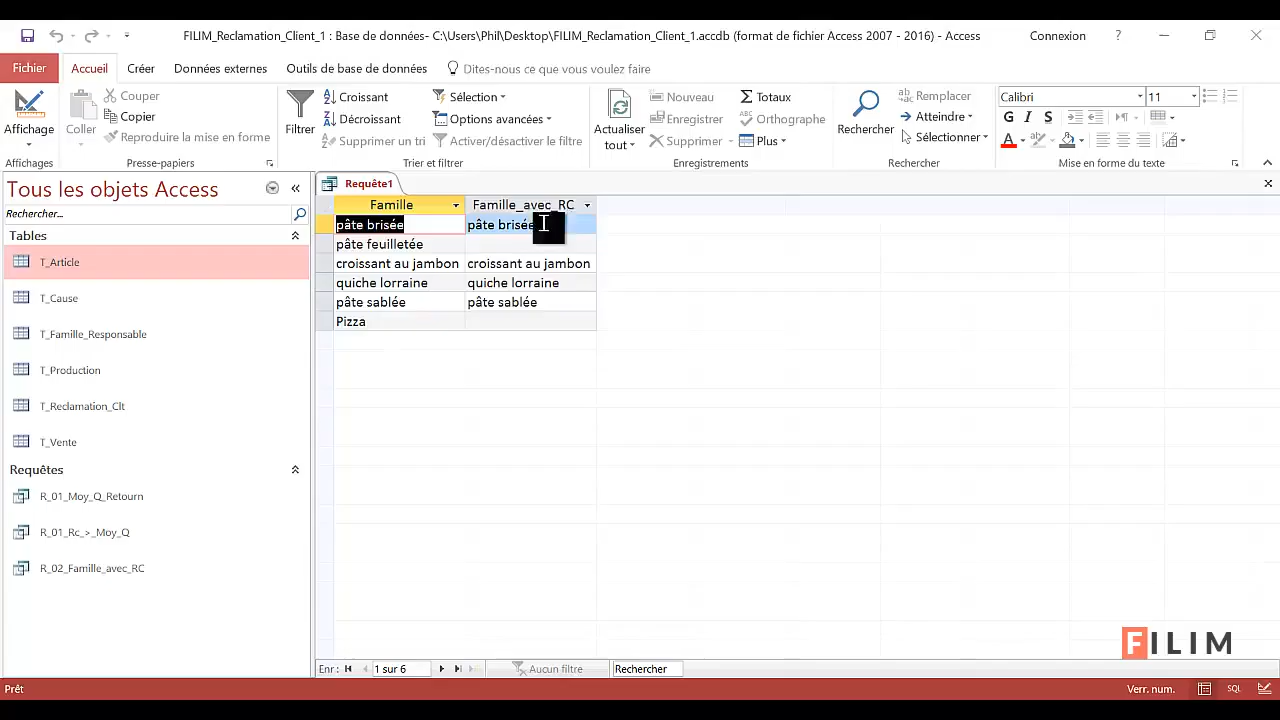 FILIM_Reclamation_Client_1 : Base de données- C:\Users\Phil\Desktop\FILIM_Reclamation_Client_1.accdb (format de fichier Access 2007 - 2016) - Access
Connexion ?
Fichier Accueil Créer Données externes Outils de base de données Dites-nous ce que vous voulez faire
Affichage
Affichages
Coller
Couper
Copier
Reproduire la mise en forme
Presse-papiers
Filtrer
Croissant
Décroissant
Supprimer un tri
Sélection
Options avancées
Activer/désactiver le filtre
Trier et filtrer
Actualiser
tout
Nouveau
Enregistrer
Supprimer
Totaux
Orthographe
Plus
Enregistrements
Rechercher
Remplacer
Atteindre
Sélectionner
Rechercher
Calibri 11
G I S
A
Mise en forme du texte
Tous les objets Access
Rechercher...
Tables
T_Article
T_Cause
T_Famille_Responsable
T_Production
T_Reclamation_Clt
T_Vente
Requêtes
R_01_Moy_Q_Retourn
R_01_Rc_>_Moy_Q
R_02_Famille_avec_RC
Requête1
Famille Famille_avec_RC
pâte brisée pâte brisée
pâte feuilletée
croissant au jambon croissant au jambon
quiche lorraine quiche lorraine
pâte sablée pâte sablée
Pizza
Enr : 1 sur 6 Aucun filtre Rechercher
FILIM
Prêt Verr. num. SQL